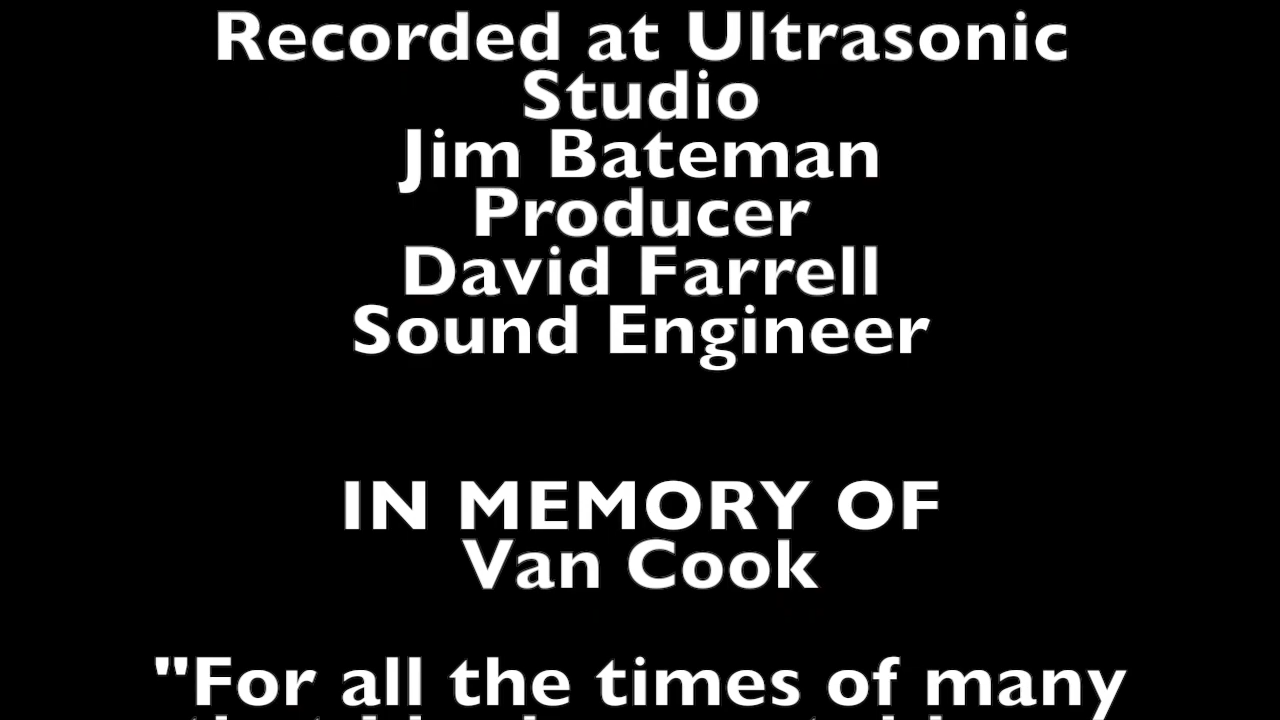 Recorded at Ultrasonic
Studio
Jim Bateman
Producer
David Farrell
Sound Engineer
IN MEMORY OF
Van Cook
"For all the times of many